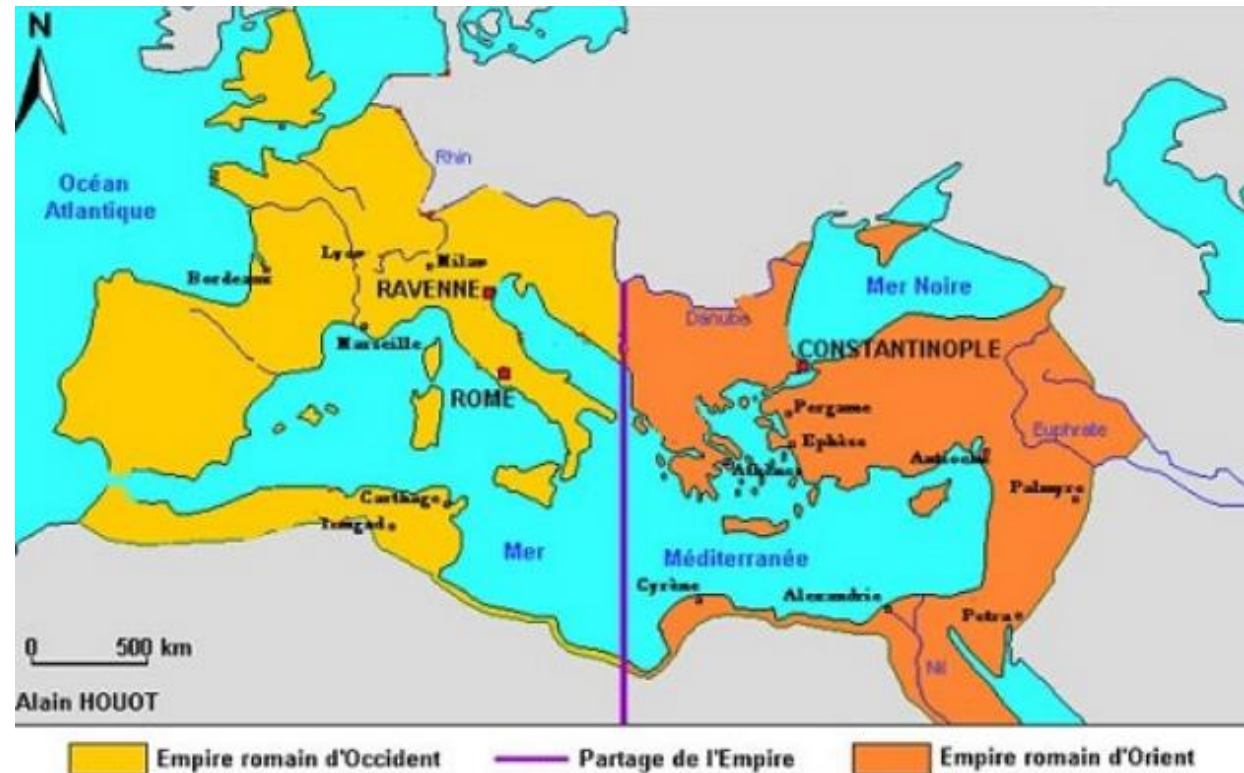 N
Océan
Atlantique
Rhin
Lyon
Milan
Bordeaux
RAVENNE
Marseille
ROME
Mer Noire
Danube
CONSTANTINOPLE
Pergame
Ephèse
Athènes
Antioche
Euphrate
Palmyre
Carthage
Timgad
Mer
Méditerranée
Cyrène
Alexandrie
Petra
Nil
0 500 km
Alain HOUOT
Empire romain d'Occident
Partage de l'Empire
Empire romain d'Orient